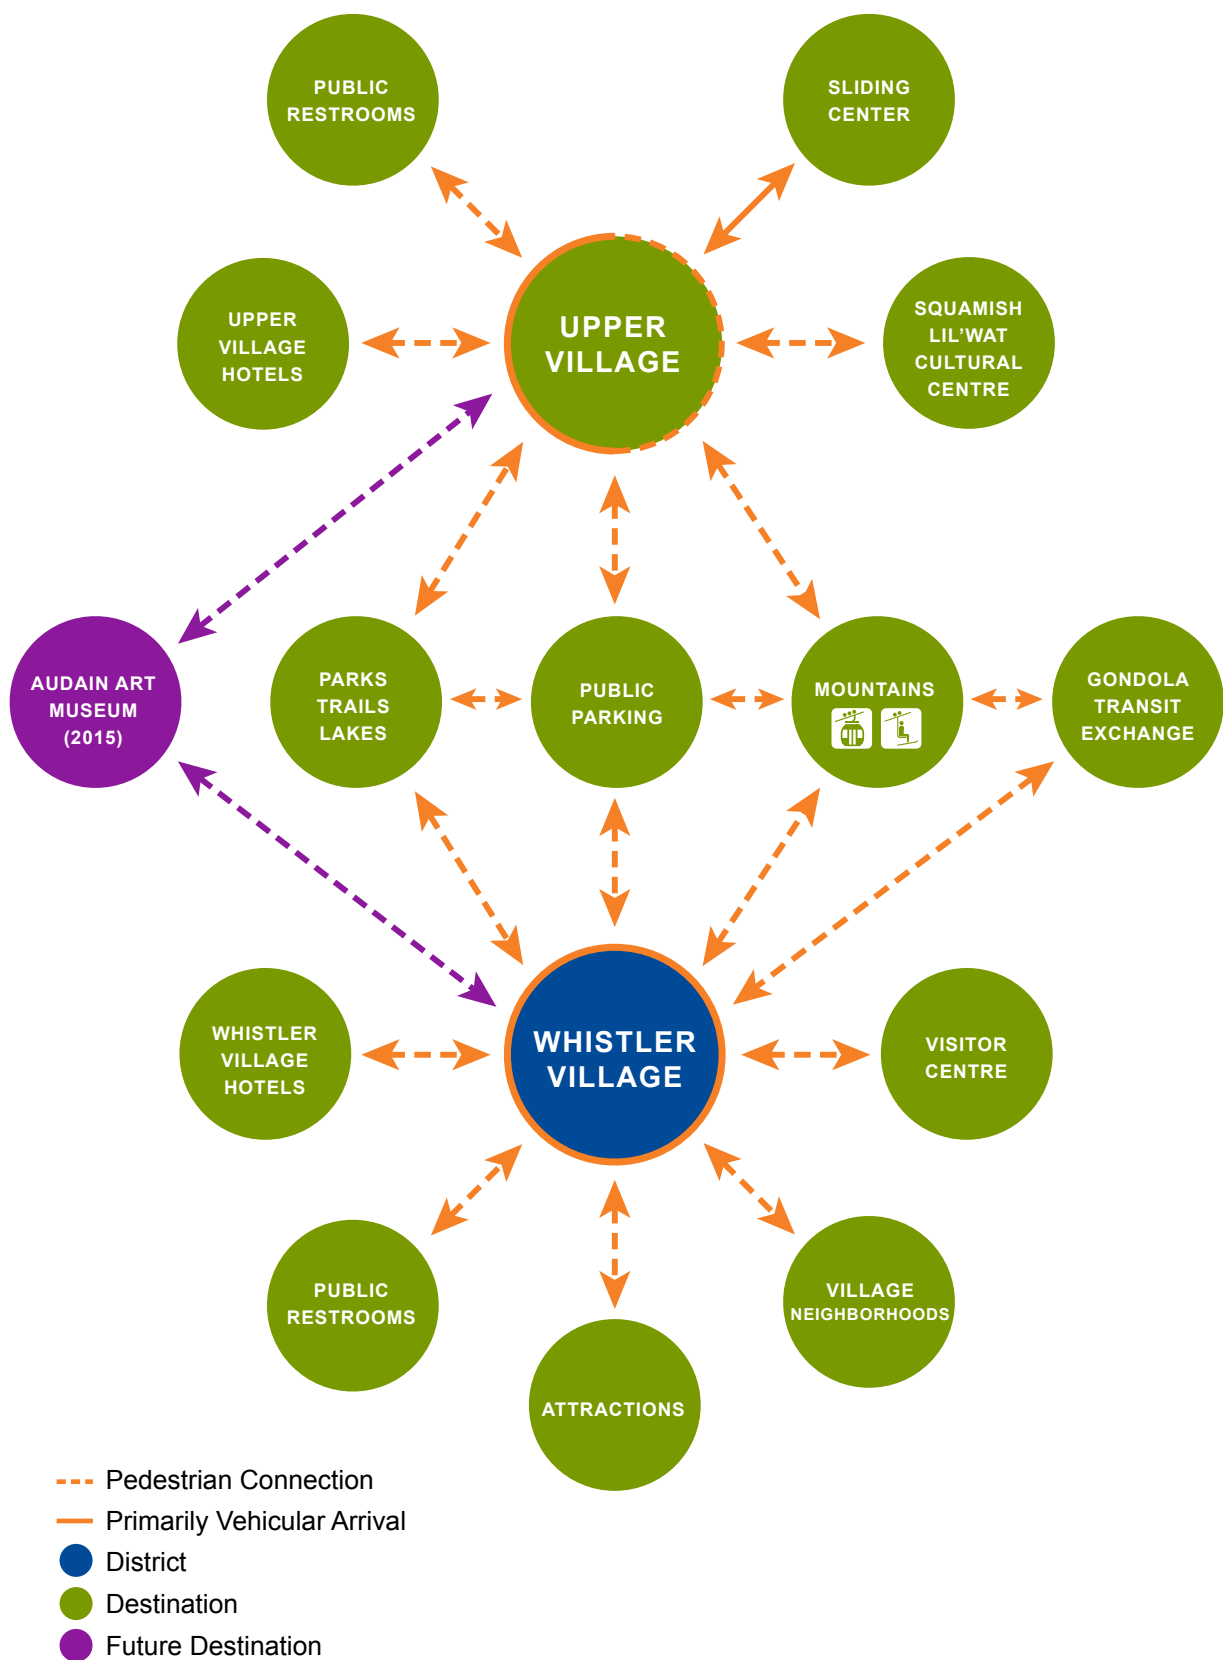 PUBLIC
RESTROOMS
SLIDING
CENTER
UPPER
VILLAGE
HOTELS
UPPER
VILLAGE
SQUAMISH
LIL'WAT
CULTURAL
CENTRE
AUDAIN ART
MUSEUM
(2015)
PARKS
TRAILS
LAKES
PUBLIC
PARKING
MOUNTAINS
GONDOLA
TRANSIT
EXCHANGE
WHISTLER
VILLAGE
HOTELS
WHISTLER
VILLAGE
VISITOR
CENTRE
PUBLIC
RESTROOMS
ATTRACTIONS
VILLAGE
NEIGHBORHOODS
Pedestrian Connection
Primarily Vehicular Arrival
District
Destination
Future Destination